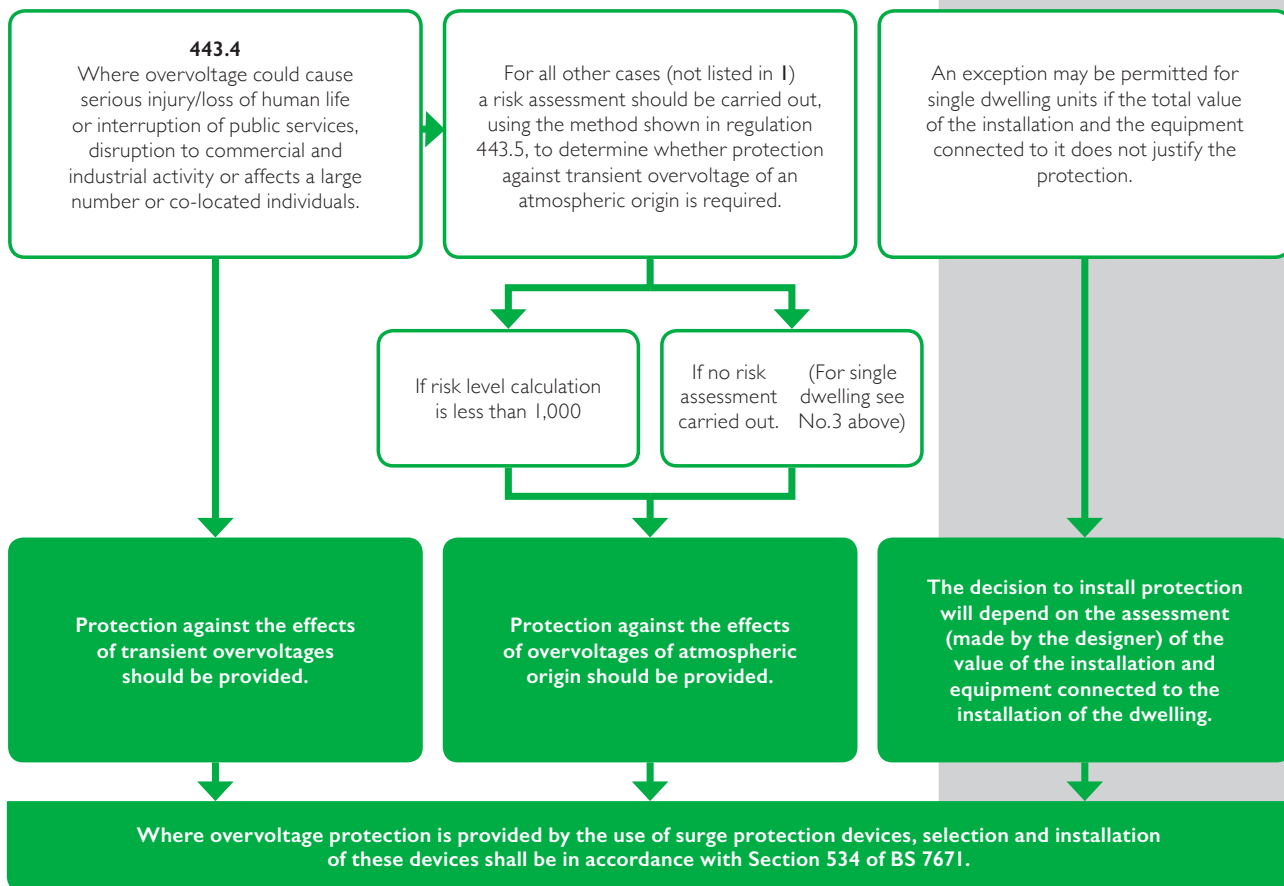 443.4
Where overvoltage could cause
serious injury/loss of human life
or interruption of public services,
disruption to commercial and
industrial activity or affects a large
number or co-located individuals.
For all other cases (not listed in 1)
a risk assessment should be carried out,
using the method shown in regulation
443.5, to determine whether protection
against transient overvoltage of an
atmospheric origin is required.
An exception may be permitted for
single dwelling units if the total value
of the installation and the equipment
connected to it does not justify the
protection.
If risk level calculation
is less than 1,000
If no risk
assessment
carried out.
(For single
dwelling see
No.3 above)
Protection against the effects
of transient overvoltages
should be provided.
Protection against the effects
of overvoltages of atmospheric
origin should be provided.
The decision to install protection
will depend on the assessment
(made by the designer) of the
value of the installation and
equipment connected to the
installation of the dwelling.
Where overvoltage protection is provided by the use of surge protection devices, selection and installation
of these devices shall be in accordance with Section 534 of BS 7671.